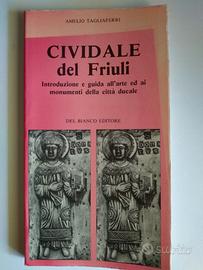 AMELIO TAGLIAFERRI
CIVIDALE
del Friuli
Introduzione e guida all'arte ed ai
monumenti della città ducale
DEL BIANCO EDITORE
subito